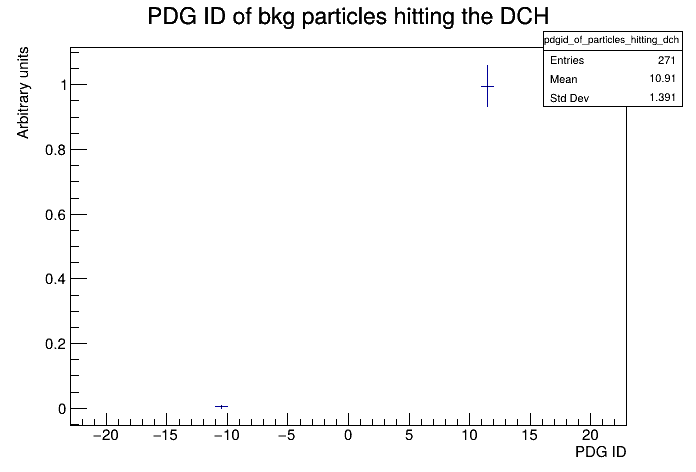 PDG ID of bkg particles hitting the DCH
pdgid_of_particles_hitting_dch
Entries 271
Mean 10.91
Std Dev 1.391
Arbitrary units
1
0.8
0.6
0.4
0.2
0
−20 −15 −10 −5 0 5 10 15 20
PDG ID